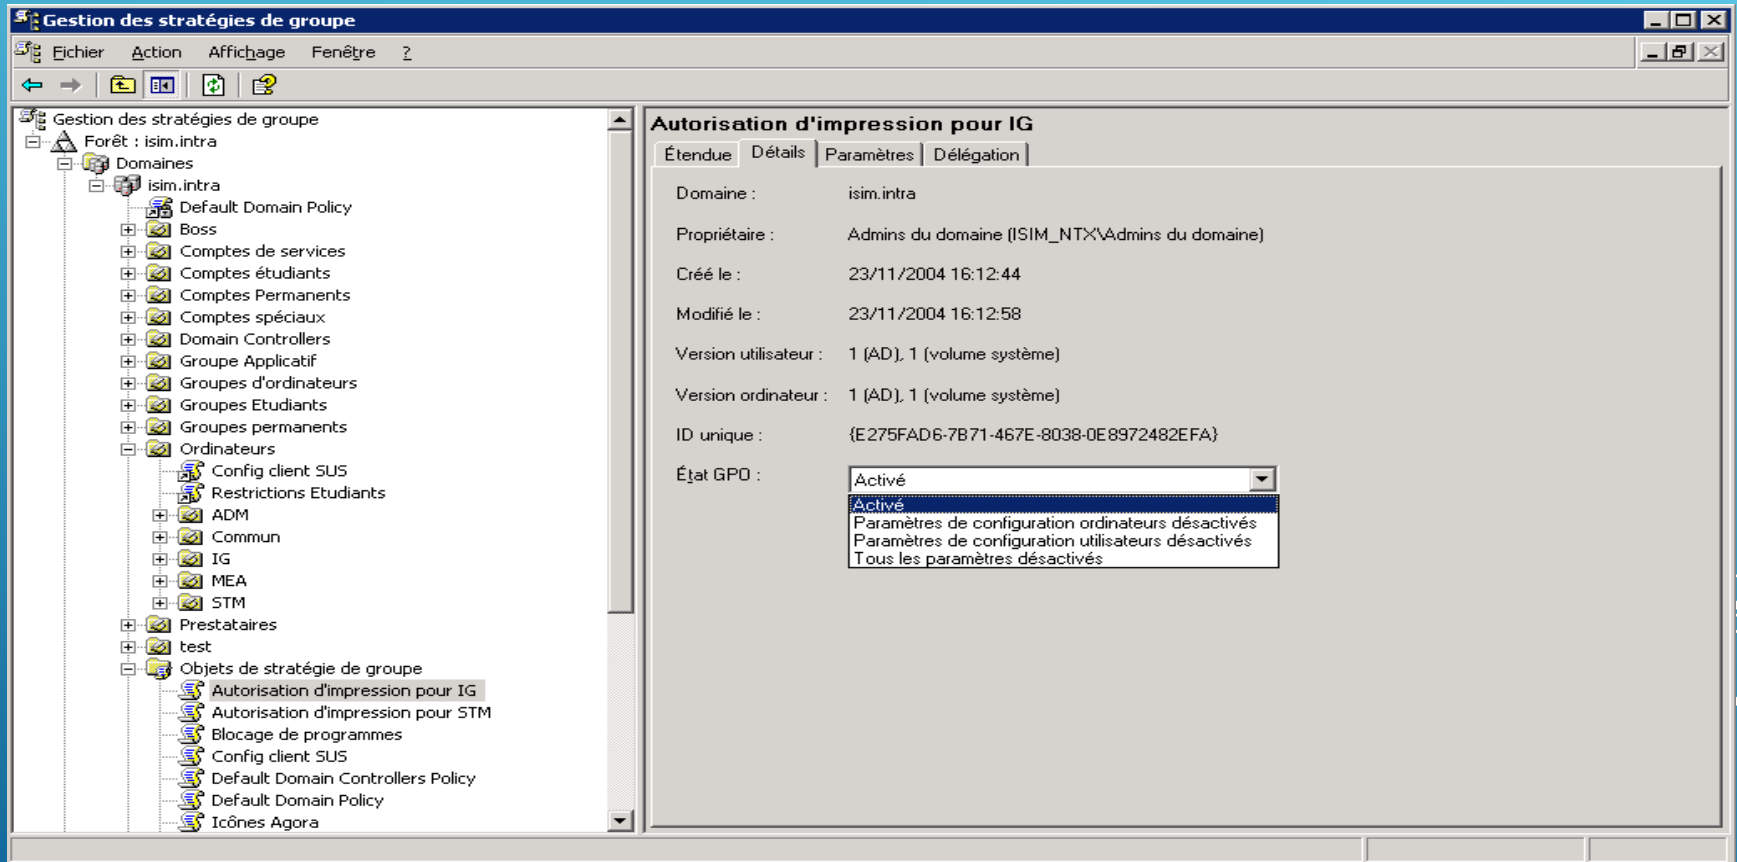 Gestion des stratégies de groupe
Fichier Action Affichage Fenêtre ?
Gestion des stratégies de groupe
Forêt : isim.intra
Domaines
isim.intra
Default Domain Policy
Boss
Comptes de services
Comptes étudiants
Comptes Permanents
Comptes spéciaux
Domain Controllers
Groupe Applicatif
Groupes d'ordinateurs
Groupes Etudiants
Groupes permanents
Ordinateurs
Config client SUS
Restrictions Etudiants
ADM
Commun
IG
MEA
STM
Prestataires
test
Objets de stratégie de groupe
Autorisation d'impression pour IG
Autorisation d'impression pour STM
Blocage de programmes
Config client SUS
Default Domain Controllers Policy
Default Domain Policy
Icônes Agora
Autorisation d'impression pour IG
Étendue Détails Paramètres Délégation
Domaine : isim.intra
Propriétaire : Admins du domaine (ISIM_NTX\Admins du domaine)
Créé le : 23/11/2004 16:12:44
Modifié le : 23/11/2004 16:12:58
Version utilisateur : 1 (AD), 1 (volume système)
Version ordinateur : 1 (AD), 1 (volume système)
ID unique : {E275FAD6-7B71-467E-8038-0E8972482EFA}
État GPO : Activé
Activé
Paramètres de configuration ordinateurs désactivés
Paramètres de configuration utilisateurs désactivés
Tous les paramètres désactivés